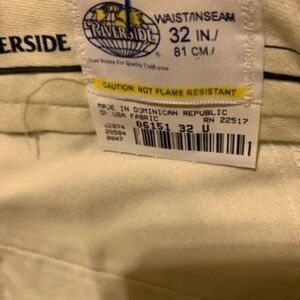 ERSIDE
RIVERSIDE
WAIST/INSEAM
32 IN./
81 CM./
CAUTION: NOT FLAME RESISTANT
MADE IN DOMINICAN REPUBLIC
OF USA FABRIC
RN 22517
06151 32 U